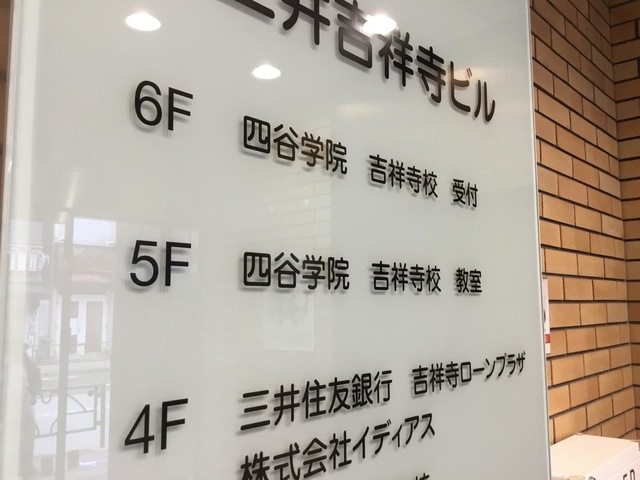 三井吉祥寺ビル
6F 四谷学院 吉祥寺校 受付
5F 四谷学院 吉祥寺校 教室
4F 三井住友銀行 吉祥寺ローンプラザ
株式会社イディアス